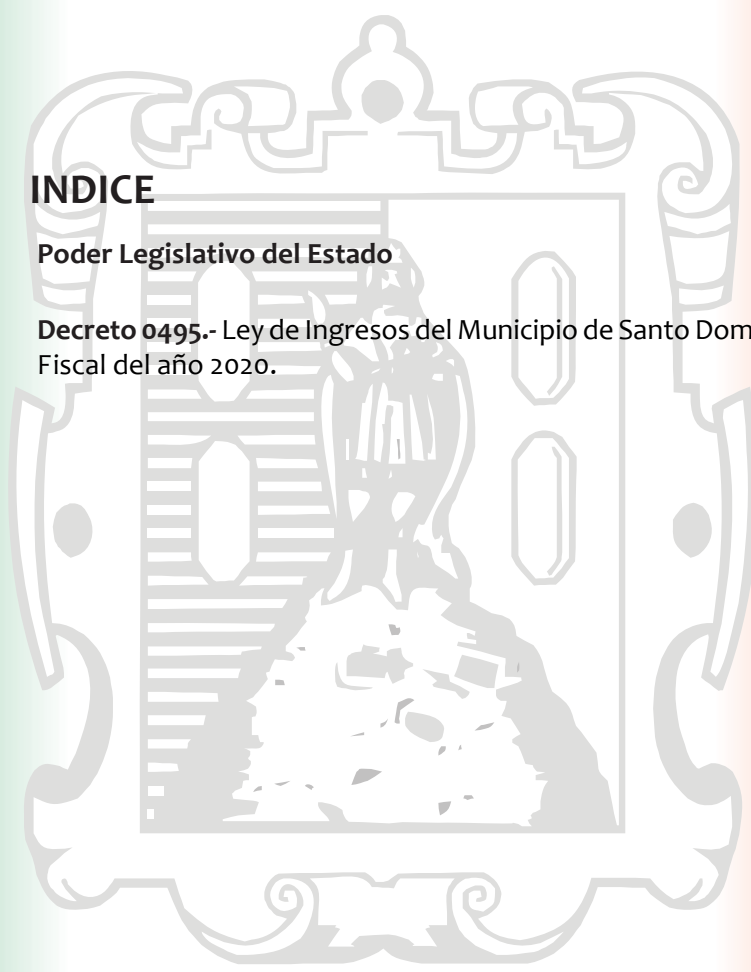 INDICE
Poder Legislativo del Estado
Decreto 0495.- Ley de Ingresos del Municipio de Santo Dom
Fiscal del año 2020.